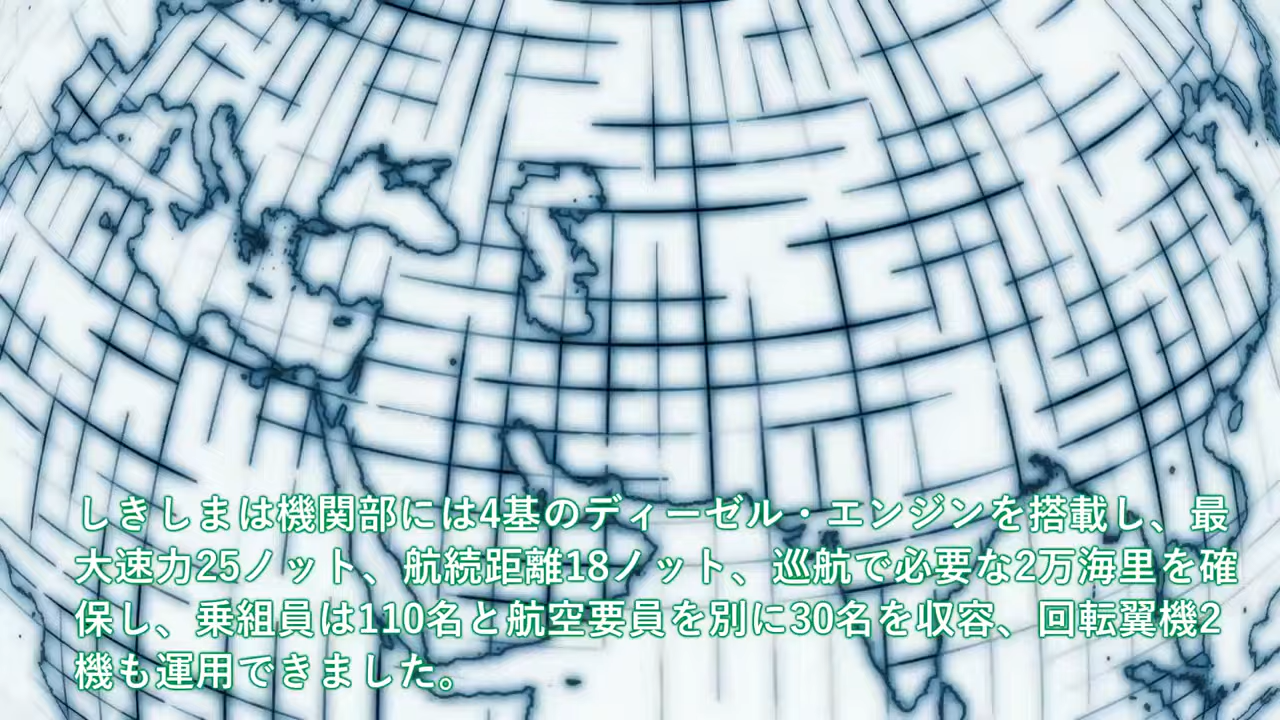 しきしまは機関部には4基のディーゼル・エンジンを搭載し、最
大速力25ノット、航続距離18ノット、巡航で必要な2万海里を確
保し、乗組員は110名と航空要員を別に30名を収容、回転翼機2
機も運用できました。